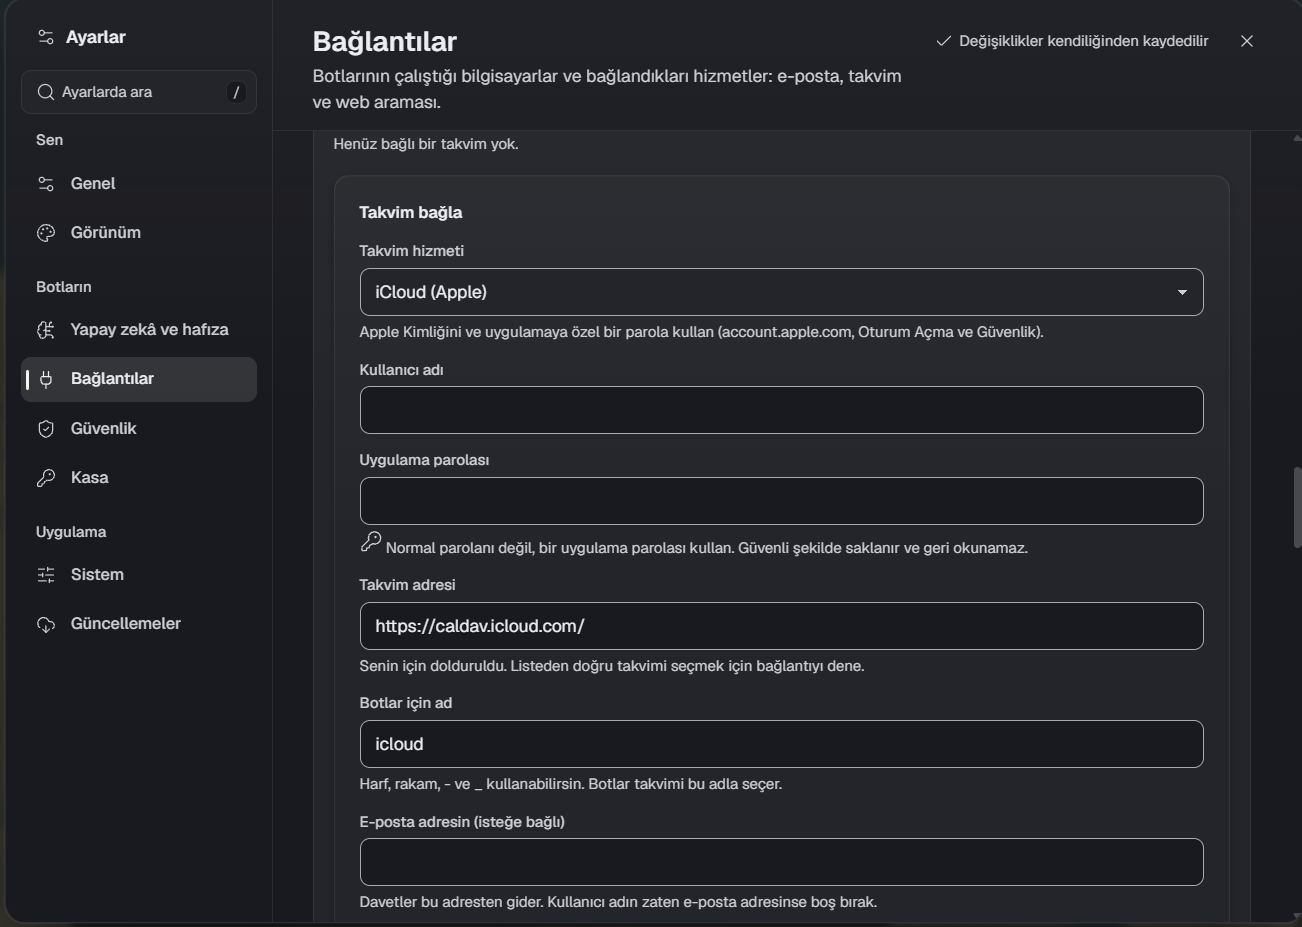 Ayarlar
Ayarlarda ara
/
Sen
Genel
Görünüm
Botların
Yapay zekâ ve hafıza
Bağlantılar
Güvenlik
Kasa
Uygulama
Sistem
Güncellemeler
Bağlantılar
Değişiklikler kendiliğinden kaydedilir
Botlarının çalıştığı bilgisayarlar ve bağlandıkları hizmetler: e-posta, takvim
ve web araması.
Henüz bağlı bir takvim yok.
Takvim bağla
Takvim hizmeti
iCloud (Apple)
Apple Kimliğini ve uygulamaya özel bir parola kullan (account.apple.com, Oturum Açma ve Güvenlik).
Kullanıcı adı
Uygulama parolası
Normal parolanı değil, bir uygulama parolası kullan. Güvenli şekilde saklanır ve geri okunamaz.
Takvim adresi
https://caldav.icloud.com/
Senin için dolduruldu. Listeden doğru takvimi seçmek için bağlantıyı dene.
Botlar için ad
icloud
Harf, rakam, - ve _ kullanabilirsin. Botlar takvimi bu adla seçer.
E-posta adresin (isteğe bağlı)
Davetler bu adresten gider. Kullanıcı adın zaten e-posta adresinse boş bırak.